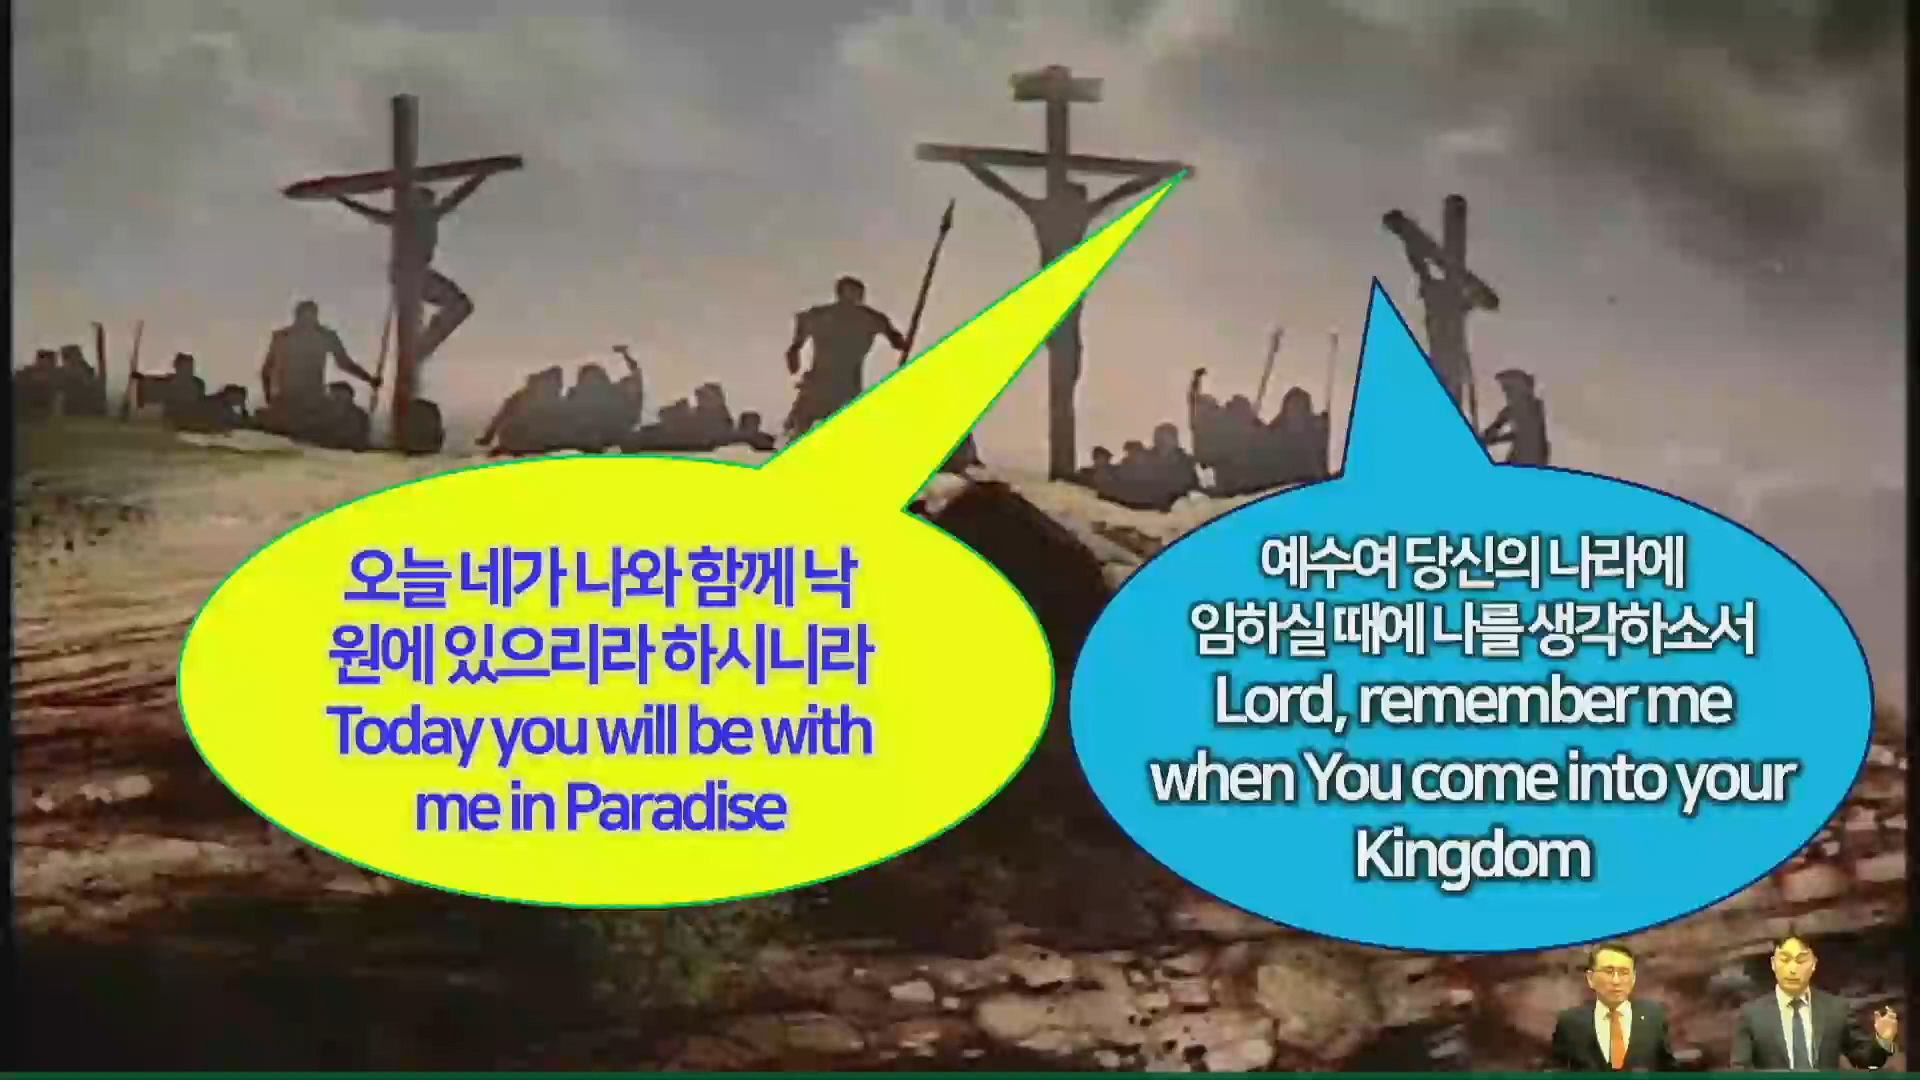 오늘 네가 나와 함께 낙
원에 있으리라 하시니라
Today you will be with
me in Paradise
예수여 당신의 나라에
임하실 때에 나를 생각하소서
Lord, remember me
when You come into your
Kingdom